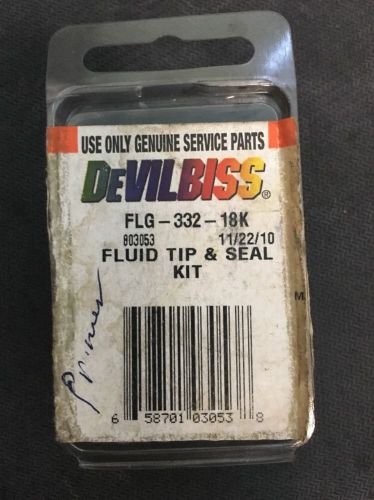 USE ONLY GENUINE SERVICE PARTS
DEVILBISS®
FLG-332-18K
803053 11/22/10
FLUID TIP & SEAL
KIT
M
Primer
6 58701 03053 8